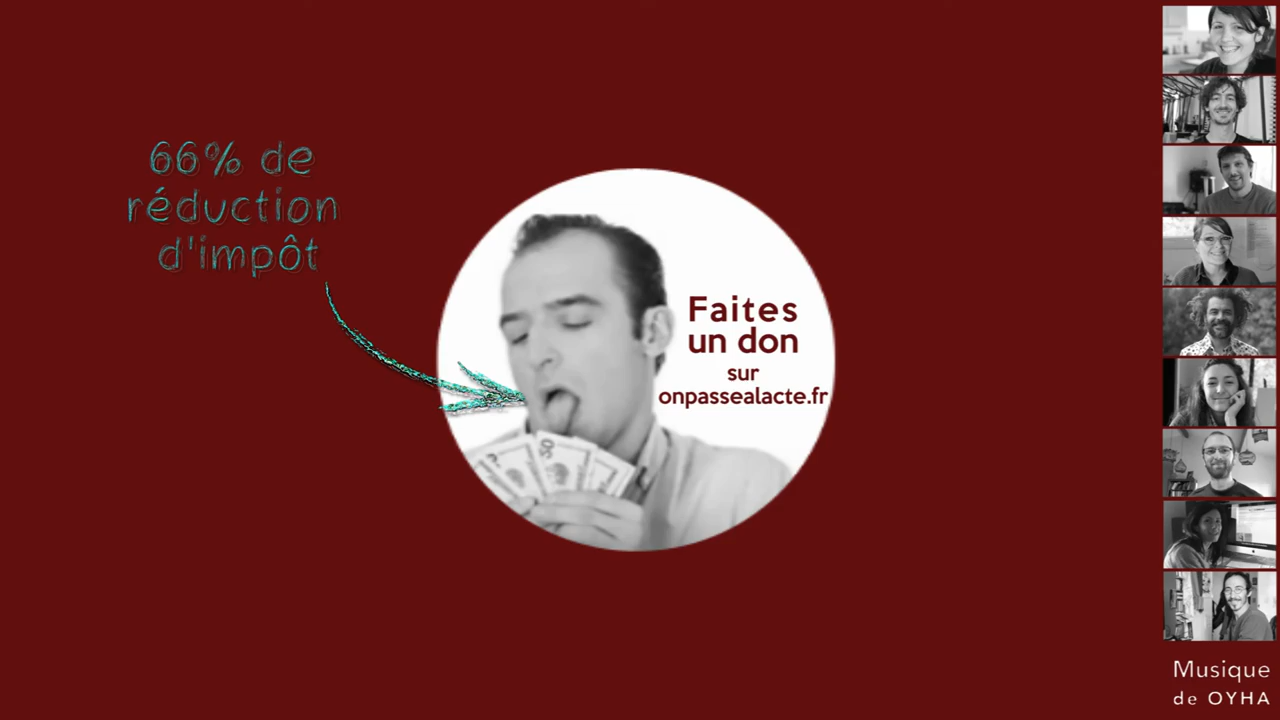 66% de
réduction
d'impôt
Faites
un don
sur
onpassealacte.fr
Musique
de OYHA